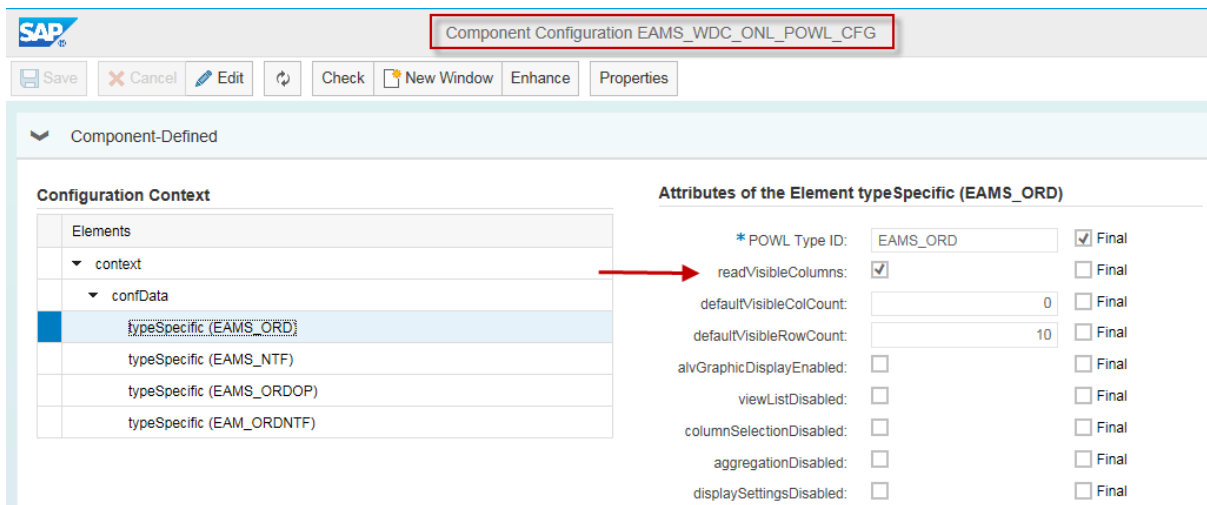 SAP
Component Configuration EAMS_WDC_ONL_POWL_CFG
Save Cancel Edit Check New Window Enhance Properties
Component-Defined
Configuration Context
Elements
context
confData
typeSpecific (EAMS_ORD)
typeSpecific (EAMS_NTF)
typeSpecific (EAMS_ORDOP)
typeSpecific (EAM_ORDNTF)
Attributes of the Element typeSpecific (EAMS_ORD)
* POWL Type ID: EAMS_ORD Final
readVisibleColumns: Final
defaultVisibleColCount: 0 Final
defaultVisibleRowCount: 10 Final
alvGraphicDisplayEnabled: Final
viewListDisabled: Final
columnSelectionDisabled: Final
aggregationDisabled: Final
displaySettingsDisabled: Final